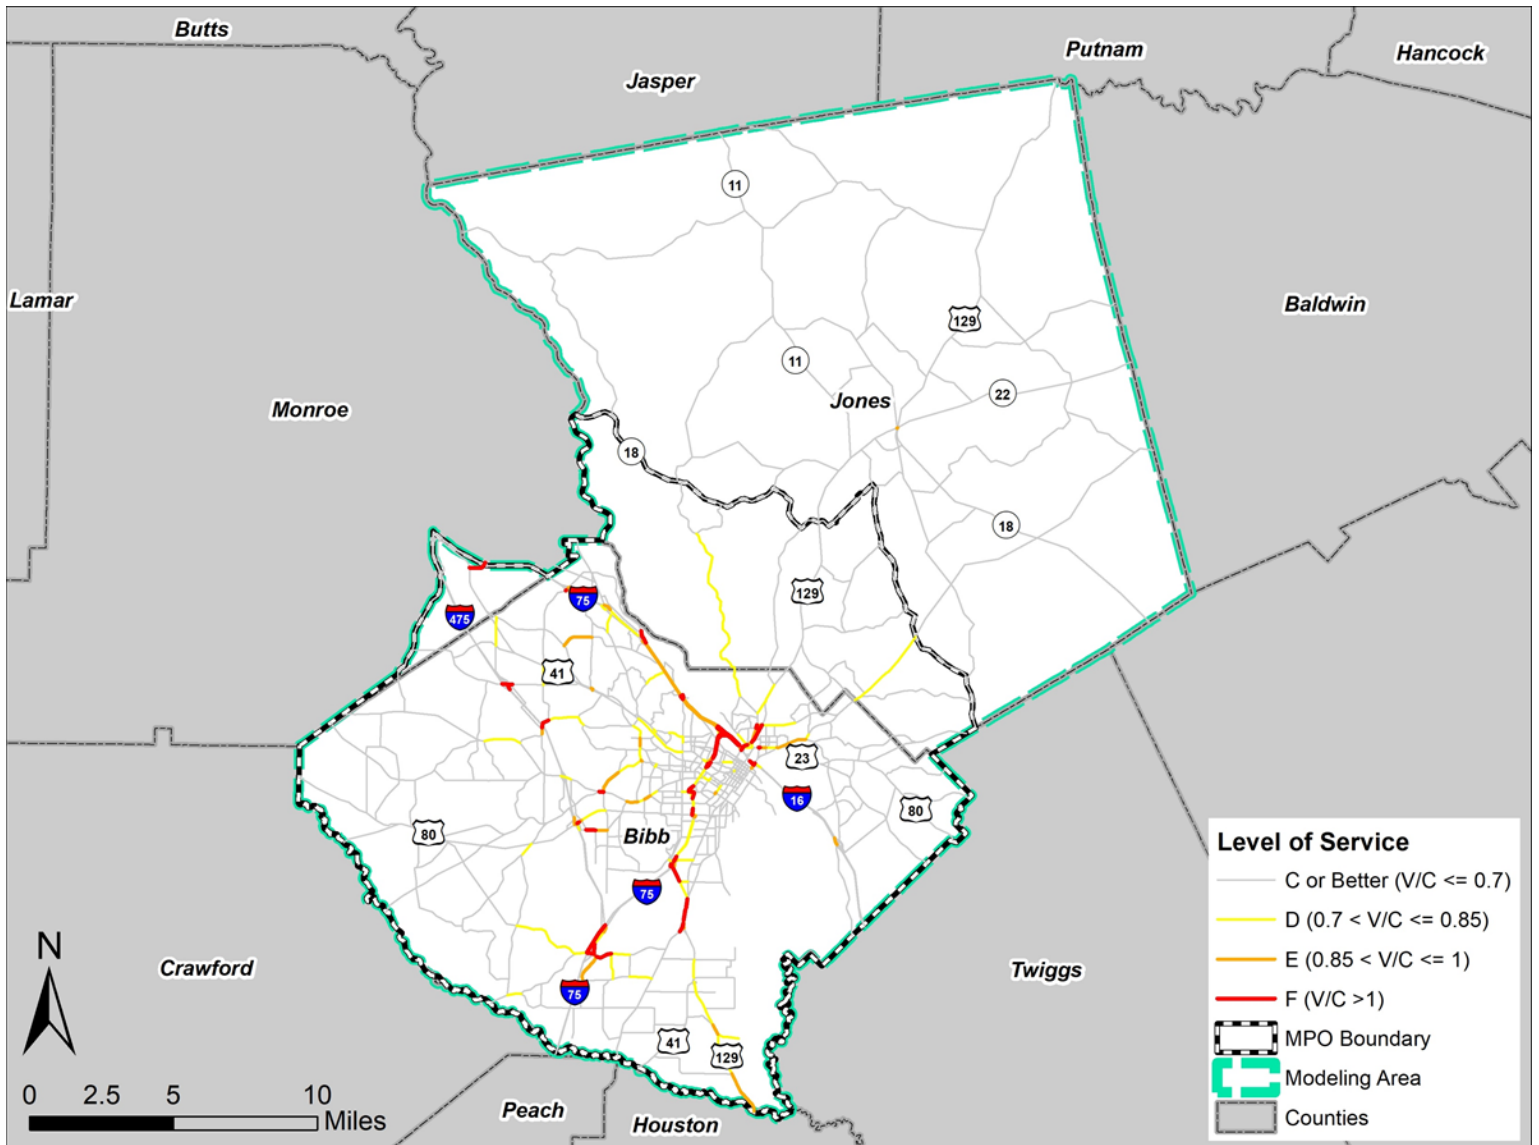 Butts
Putnam
Hancock
Jasper
11
Lamar
Baldwin
129
11
22
Jones
Monroe
18
18
129
75
475
41
23
16
80
80
Bibb
75
N
Crawford
Twiggs
75
41
129
0 2.5 5 10
Miles
Peach
Houston
Level of Service
C or Better (V/C <= 0.7)
D (0.7 < V/C <= 0.85)
E (0.85 < V/C <= 1)
F (V/C >1)
MPO Boundary
Modeling Area
Counties